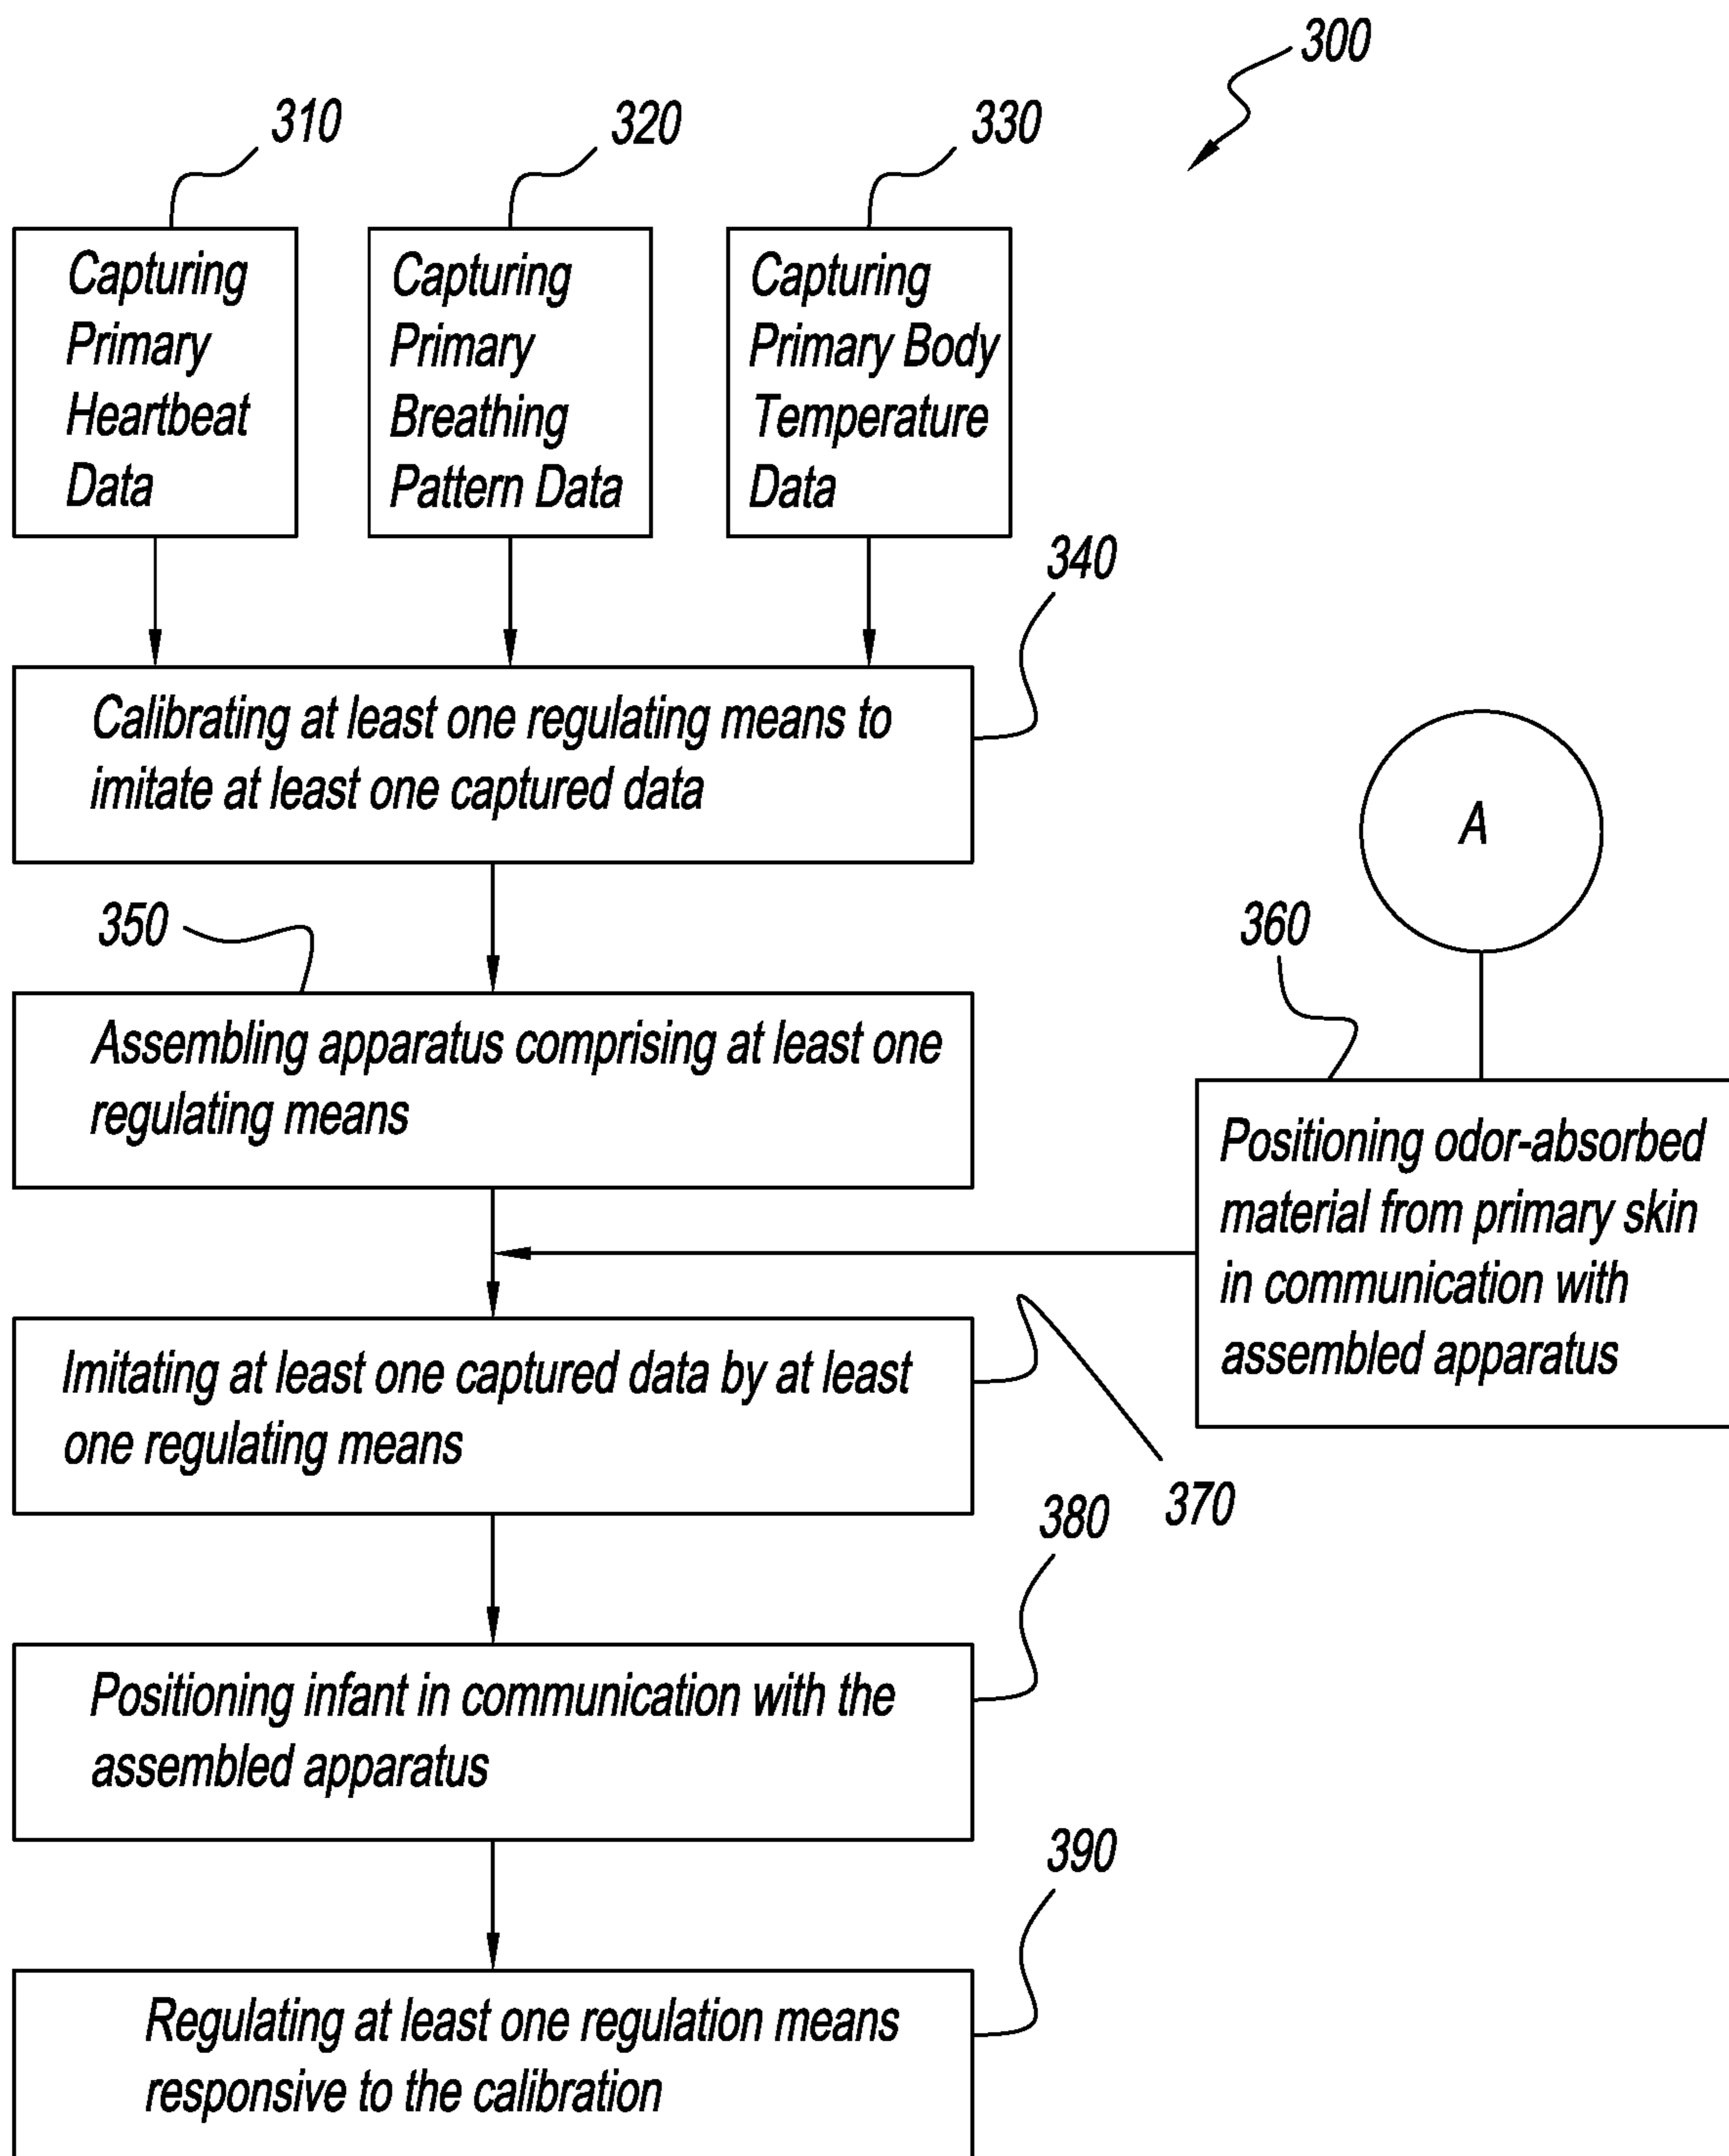 300
310
320
330
Capturing
Primary
Heartbeat
Data
Capturing
Primary
Breathing
Pattern Data
Capturing
Primary Body
Temperature
Data
340
Calibrating at least one regulating means to
imitate at least one captured data
A
350
360
Assembling apparatus comprising at least one
regulating means
Positioning odor-absorbed
material from primary skin
in communication with
assembled apparatus
Imitating at least one captured data by at least
one regulating means
370
380
Positioning infant in communication with the
assembled apparatus
390
Regulating at least one regulation means
responsive to the calibration